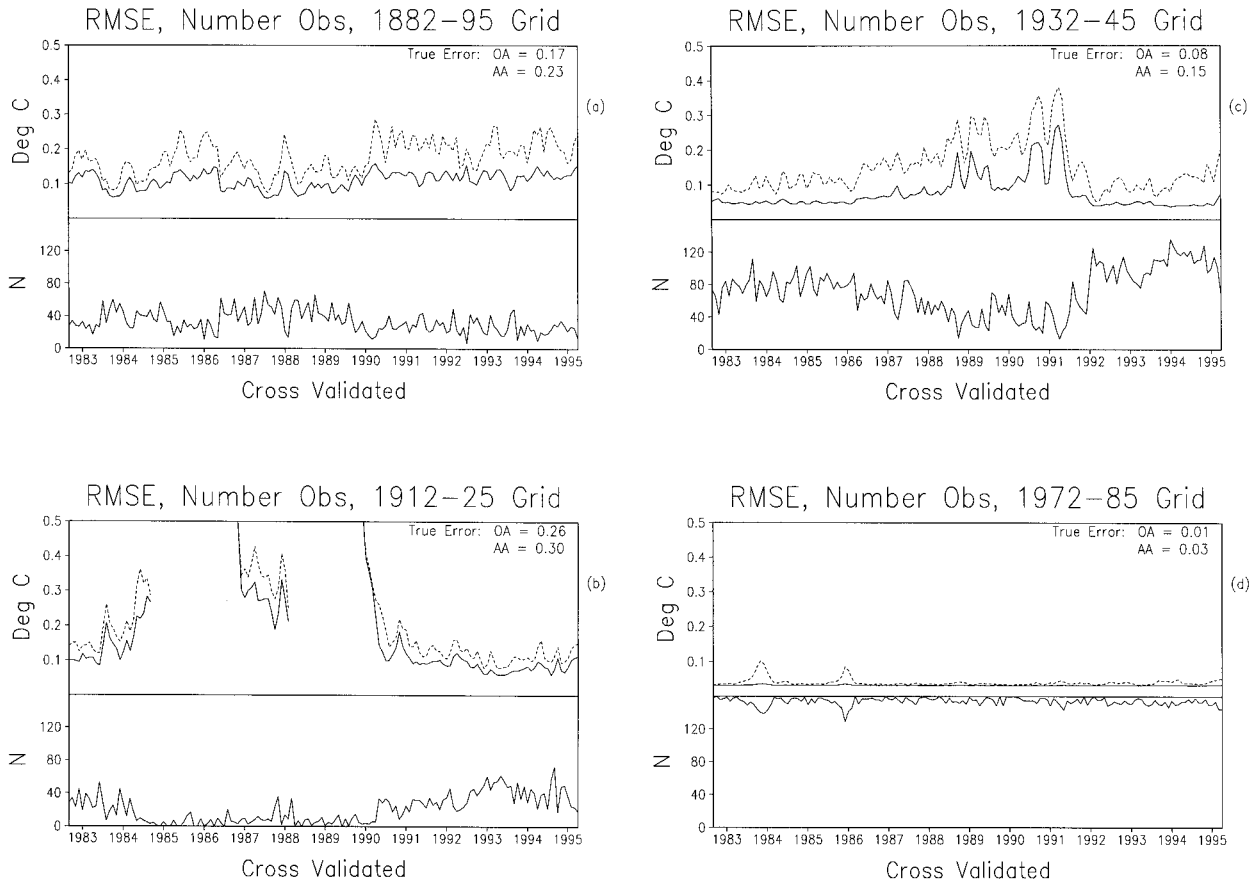 RMSE, Number Obs, 1882-95 Grid
True Error: OA = 0.17
AA = 0.23
(a)
Deg C
0.5
0.4
0.3
0.2
0.1
N
120
80
40
0
1983 1984 1985 1986 1987 1988 1989 1990 1991 1992 1993 1994 1995
Cross Validated
RMSE, Number Obs, 1932-45 Grid
True Error: OA = 0.08
AA = 0.15
(c)
Deg C
0.5
0.4
0.3
0.2
0.1
N
120
80
40
0
1983 1984 1985 1986 1987 1988 1989 1990 1991 1992 1993 1994 1995
Cross Validated
RMSE, Number Obs, 1912-25 Grid
True Error: OA = 0.26
AA = 0.30
(b)
Deg C
0.5
0.4
0.3
0.2
0.1
N
120
80
40
0
1983 1984 1985 1986 1987 1988 1989 1990 1991 1992 1993 1994 1995
Cross Validated
RMSE, Number Obs, 1972-85 Grid
True Error: OA = 0.01
AA = 0.03
(d)
Deg C
0.5
0.4
0.3
0.2
0.1
N
120
80
40
0
1983 1984 1985 1986 1987 1988 1989 1990 1991 1992 1993 1994 1995
Cross Validated